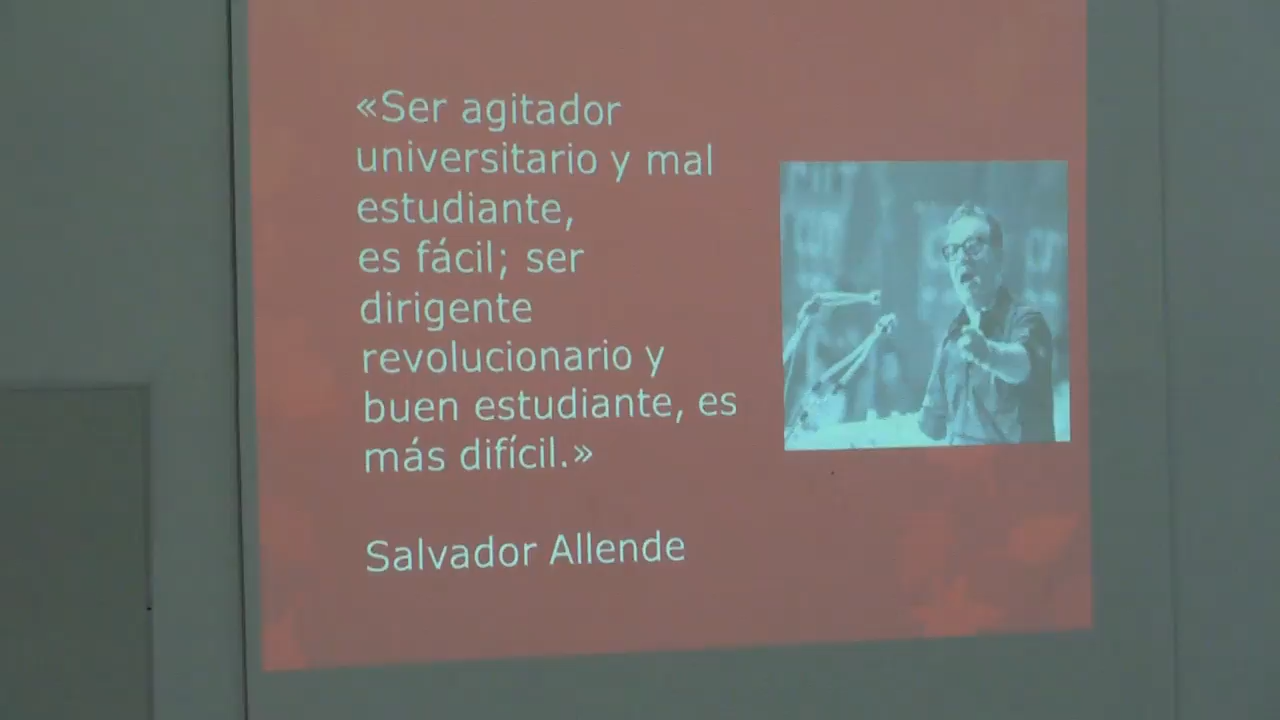 «Ser agitador
universitario y mal
estudiante,
es fácil; ser
dirigente
revolucionario y
buen estudiante, es
más difícil.»
Salvador Allende